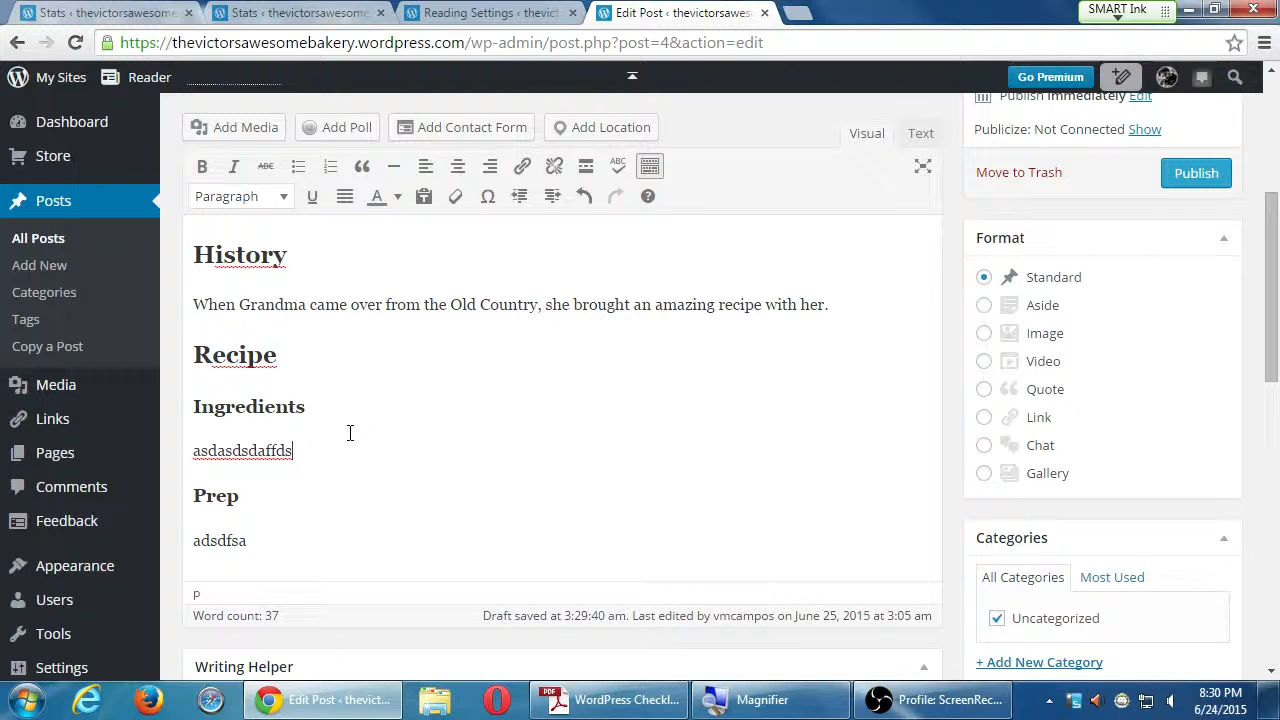 Stats ‹ thevictorsawesome
Stats ‹ thevictorsawesome
Reading Settings ‹ thevict
Edit Post ‹ thevictorsawes
SMART Ink
https://thevictorsawesomebakery.wordpress.com/wp-admin/post.php?post=4&action=edit
My Sites
Reader
Go Premium
Dashboard
Store
Posts
All Posts
Add New
Categories
Tags
Copy a Post
Media
Links
Pages
Comments
Feedback
Appearance
Users
Tools
Settings
Add Media
Add Poll
Add Contact Form
Add Location
Visual
Text
B I ABC ABC
Paragraph
U A Ω
History
When Grandma came over from the Old Country, she brought an amazing recipe with her.
Recipe
Ingredients
asdasdsdaffds
Prep
adsdfsa
p
Word count: 37
Draft saved at 3:29:40 am. Last edited by vmcampos on June 25, 2015 at 3:05 am
Writing Helper
Publish immediately Edit
Publicize: Not Connected Show
Move to Trash
Publish
Format
Standard
Aside
Image
Video
Quote
Link
Chat
Gallery
Categories
All Categories
Most Used
Uncategorized
+ Add New Category
Edit Post ‹ thevict...
PDF
WordPress Checkl...
Magnifier
Profile: ScreenRec...
8:30 PM
6/24/2015